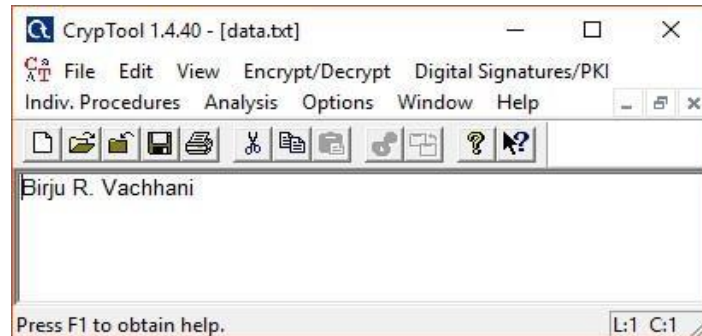 CrypTool 1.4.40 - [data.txt]
File Edit View Encrypt/Decrypt Digital Signatures/PKI
Indiv. Procedures Analysis Options Window Help
Birju R. Vachhani
Press F1 to obtain help. L:1 C:1